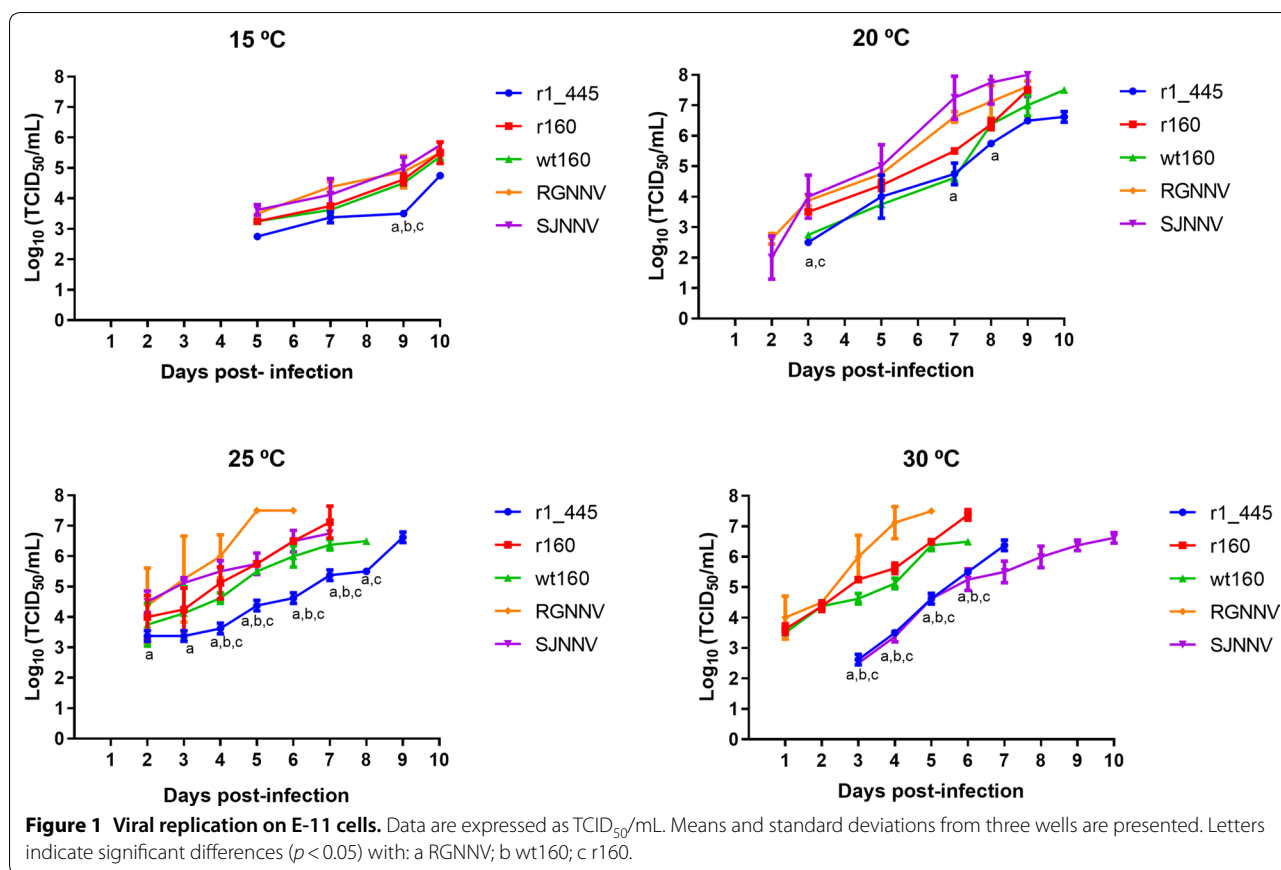 15 ºC
Log10 (TCID50/mL)
8
7
6
5
4
3
2
1
0
1 2 3 4 5 6 7 8 9 10
Days post- infection
a,b,c
r1_445
r160
wt160
RGNNV
SJNNV
20 ºC
Log10 (TCID50/mL)
8
7
6
5
4
3
2
1
0
1 2 3 4 5 6 7 8 9 10
Days post-infection
a,c
a
a
r1_445
r160
wt160
RGNNV
SJNNV
25 ºC
Log10 (TCID50/mL)
8
7
6
5
4
3
2
1
0
1 2 3 4 5 6 7 8 9 10
Days post-infection
a
a
a,b,c
a,b,c
a,b,c
a,b,c
a,c
r1_445
r160
wt160
RGNNV
SJNNV
30 ºC
Log10 (TCID50/mL)
8
7
6
5
4
3
2
1
0
1 2 3 4 5 6 7 8 9 10
Days post-infection
a,b,c
a,b,c
a,b,c
a,b,c
r1_445
r160
wt160
RGNNV
SJNNV
Figure 1 Viral replication on E-11 cells. Data are expressed as TCID50/mL. Means and standard deviations from three wells are presented. Letters
indicate significant differences (p < 0.05) with: a RGNNV; b wt160; c r160.